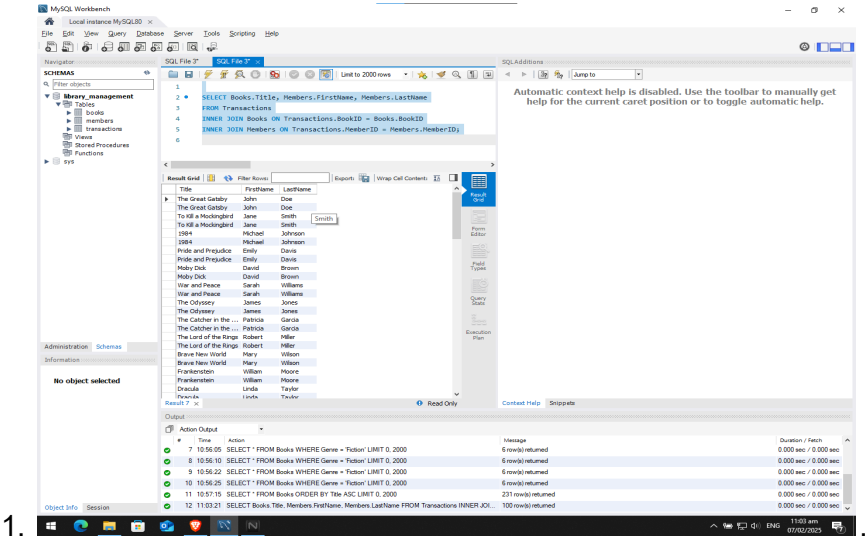 MySQL Workbench
Local instance MySQL80 ×
File Edit View Query Database Server Tools Scripting Help
Navigator
SCHEMAS
Filter objects
library_management
Tables
books
members
transactions
Views
Stored Procedures
Functions
sys
Administration Schemas
Information
No object selected
Object Info Session
SQL File 3* SQL File 3* ×
Limit to 2000 rows
1
2 SELECT Books.Title, Members.FirstName, Members.LastName
3 FROM Transactions
4 INNER JOIN Books ON Transactions.BookID = Books.BookID
5 INNER JOIN Members ON Transactions.MemberID = Members.MemberID;
6
Result Grid Filter Rows: Export: Wrap Cell Content:
Title FirstName LastName
The Great Gatsby John Doe
The Great Gatsby John Doe
To Kill a Mockingbird Jane Smith
To Kill a Mockingbird Jane Smith
Smith
1984 Michael Johnson
1984 Michael Johnson
Pride and Prejudice Emily Davis
Pride and Prejudice Emily Davis
Moby Dick David Brown
Moby Dick David Brown
War and Peace Sarah Williams
War and Peace Sarah Williams
The Odyssey James Jones
The Odyssey James Jones
The Catcher in the ... Patricia Garcia
The Catcher in the ... Patricia Garcia
The Lord of the Rings Robert Miller
The Lord of the Rings Robert Miller
Brave New World Mary Wilson
Brave New World Mary Wilson
Frankenstein William Moore
Frankenstein William Moore
Dracula Linda Taylor
Dracula Linda Taylor
Result Grid
Form Editor
Field Types
Query Stats
Execution Plan
Result 7 × Read Only
SQLAdditions
Jump to
Automatic context help is disabled. Use the toolbar to manually get
help for the current caret position or to toggle automatic help.
Context Help Snippets
Output
Action Output
# Time Action Message Duration / Fetch
7 10:56:05 SELECT * FROM Books WHERE Genre = 'Fiction' LIMIT 0, 2000 6 row(s) returned 0.000 sec / 0.000 sec
8 10:56:10 SELECT * FROM Books WHERE Genre = 'Fiction' LIMIT 0, 2000 6 row(s) returned 0.000 sec / 0.000 sec
9 10:56:22 SELECT * FROM Books WHERE Genre = 'Fiction' LIMIT 0, 2000 6 row(s) returned 0.000 sec / 0.000 sec
10 10:56:25 SELECT * FROM Books WHERE Genre = 'Fiction' LIMIT 0, 2000 6 row(s) returned 0.000 sec / 0.000 sec
11 10:57:15 SELECT * FROM Books ORDER BY Title ASC LIMIT 0, 2000 231 row(s) returned 0.000 sec / 0.000 sec
12 11:03:21 SELECT Books.Title, Members.FirstName, Members.LastName FROM Transactions INNER JOI... 100 row(s) returned 0.000 sec / 0.000 sec
1.
ENG 11:03 am
07/02/2025
.